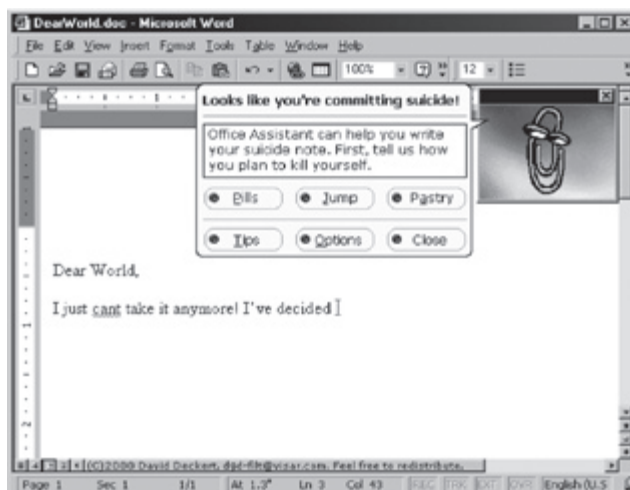 DearWorld.doc - Microsoft Word
File Edit View Insert Format Tools Table Window Help
100% 12
Looks like you're committing suicide!
Office Assistant can help you write
your suicide note. First, tell us how
you plan to kill yourself.
Pills Jump Pastry
Tips Options Close
Dear World,
I just cant take it anymore! I've decided
(C)2000 David Deckert, dgd-filt@visar.com. Feel free to redistribute.
Page 1 Sec 1 1/1 At 1.3" Ln 3 Col 43 REC TRK EXT OVR English (U.S